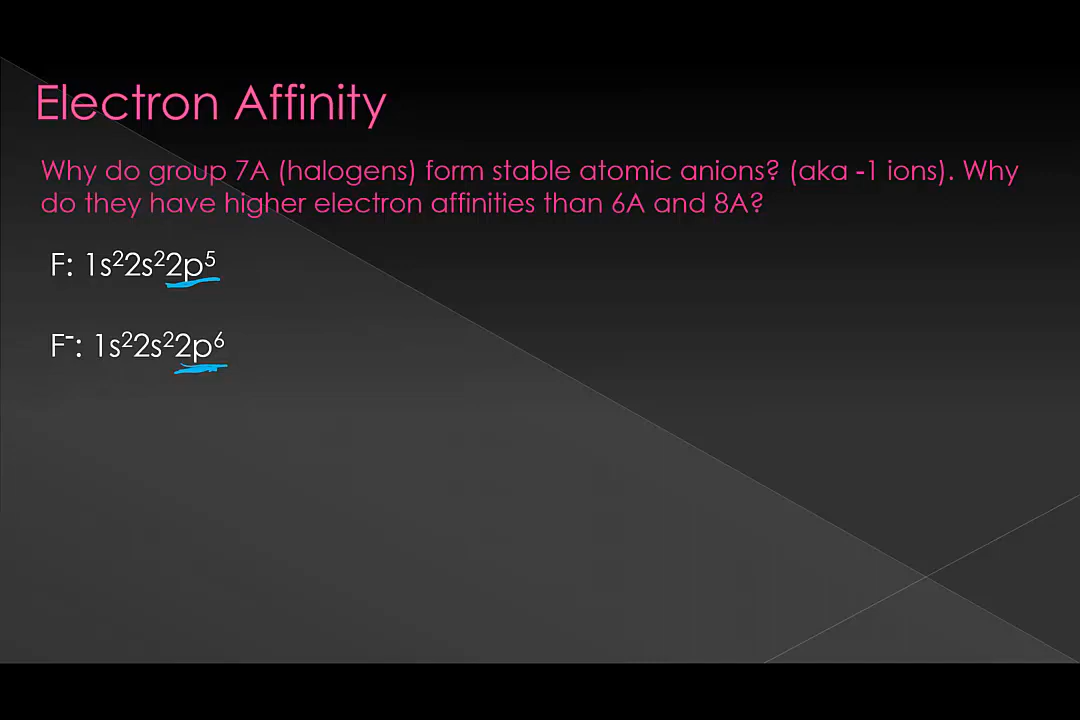 Electron Affinity
Why do group 7A (halogens) form stable atomic anions? (aka -1 ions). Why
do they have higher electron affinities than 6A and 8A?
F: 1s²2s²2p⁵
F⁻: 1s²2s²2p⁶